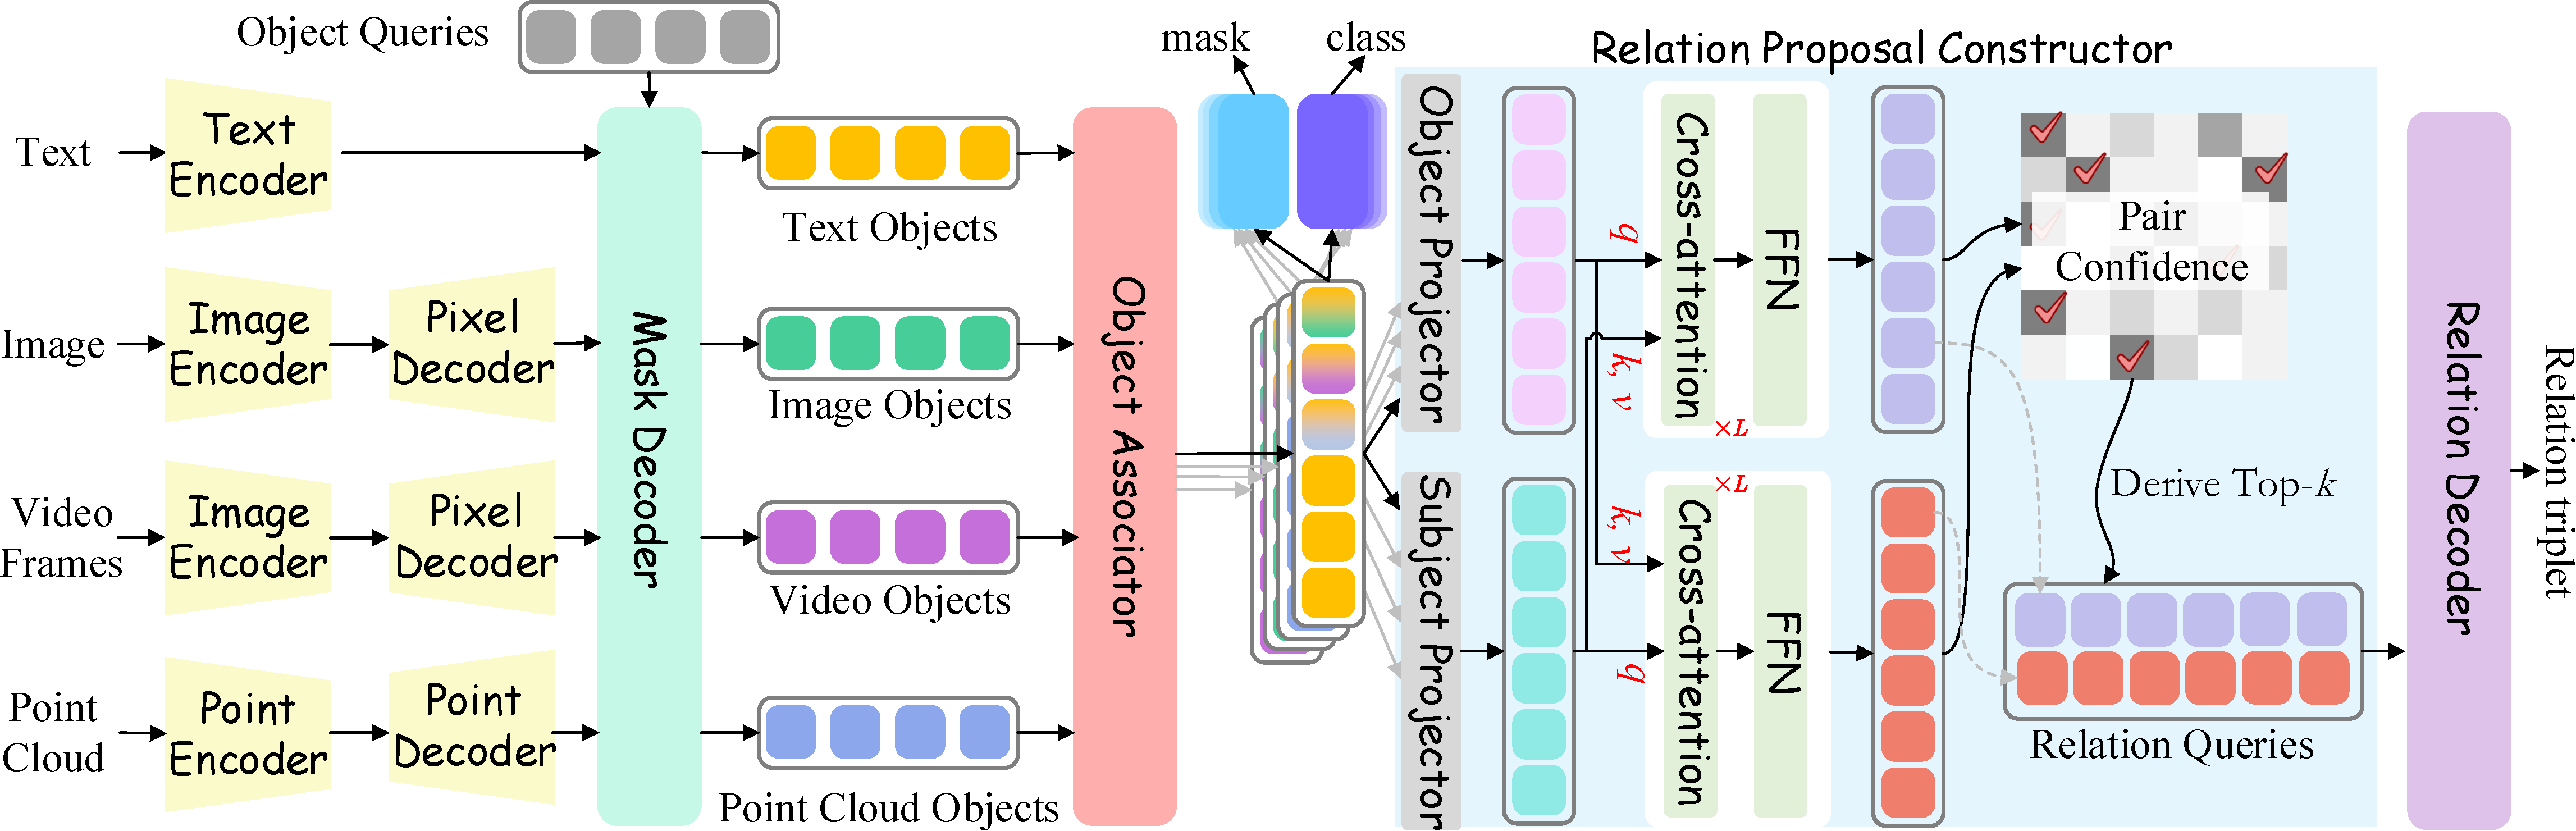 Object Queries
Text
Text
Encoder
Image
Image
Encoder
Pixel
Decoder
Video
Frames
Image
Encoder
Pixel
Decoder
Point
Cloud
Point
Encoder
Point
Decoder
Mask Decoder
Text Objects
Image Objects
Video Objects
Point Cloud Objects
Object Associator
mask
class
Relation Proposal Constructor
Object Projector
Subject Projector
q
k, v
Cross-attention
FFN
×L
k, v
q
Cross-attention
FFN
×L
Pair
Confidence
Derive Top-k
Relation Queries
Relation Decoder
Relation triplet